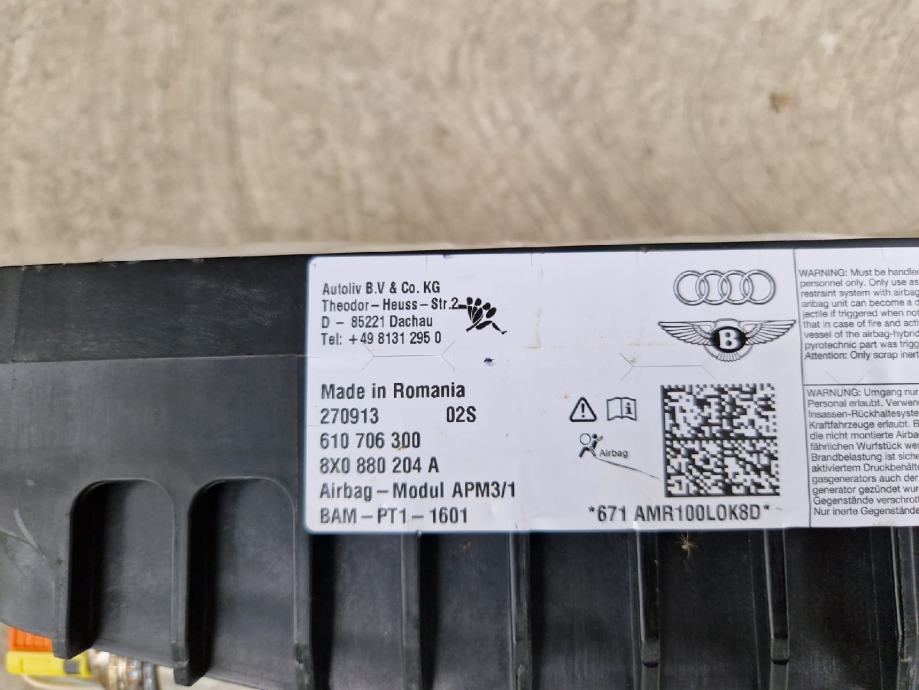 Autoliv B.V & Co. KG
Theodor-Heuss-Str.2
D - 85221 Dachau
Tel: +49 8131 295 0
Made in Romania
270913 02S
610 706 300
8X0 880 204 A
Airbag-Modul APM3/1
BAM-PT1-1601
B
Airbag
*671 AMR100LOK8D*
WARNING: Must be handled
personnel only. Only use as
restraint system with airbag
aribag unit can become a
jectile if triggered when not
that in case of fire and
vessel of the airbag-hybrid
pyrotechnic part was trigg
Attention: Only scrap inert
WARNUNG: Umgang nur
Personal erlaubt. Verwen
Insassen-Rückhaltesyste
Kraftfahrzeuge erlaubt. B
die nicht montierte Airba
fährlichen Wurfstück we
Brandbelastung ist siche
aktiviertem Druckbehält
gasgenerators auch der
generator gezündet wur
Gegenstände verschrott
Nur inerte Gegenstände